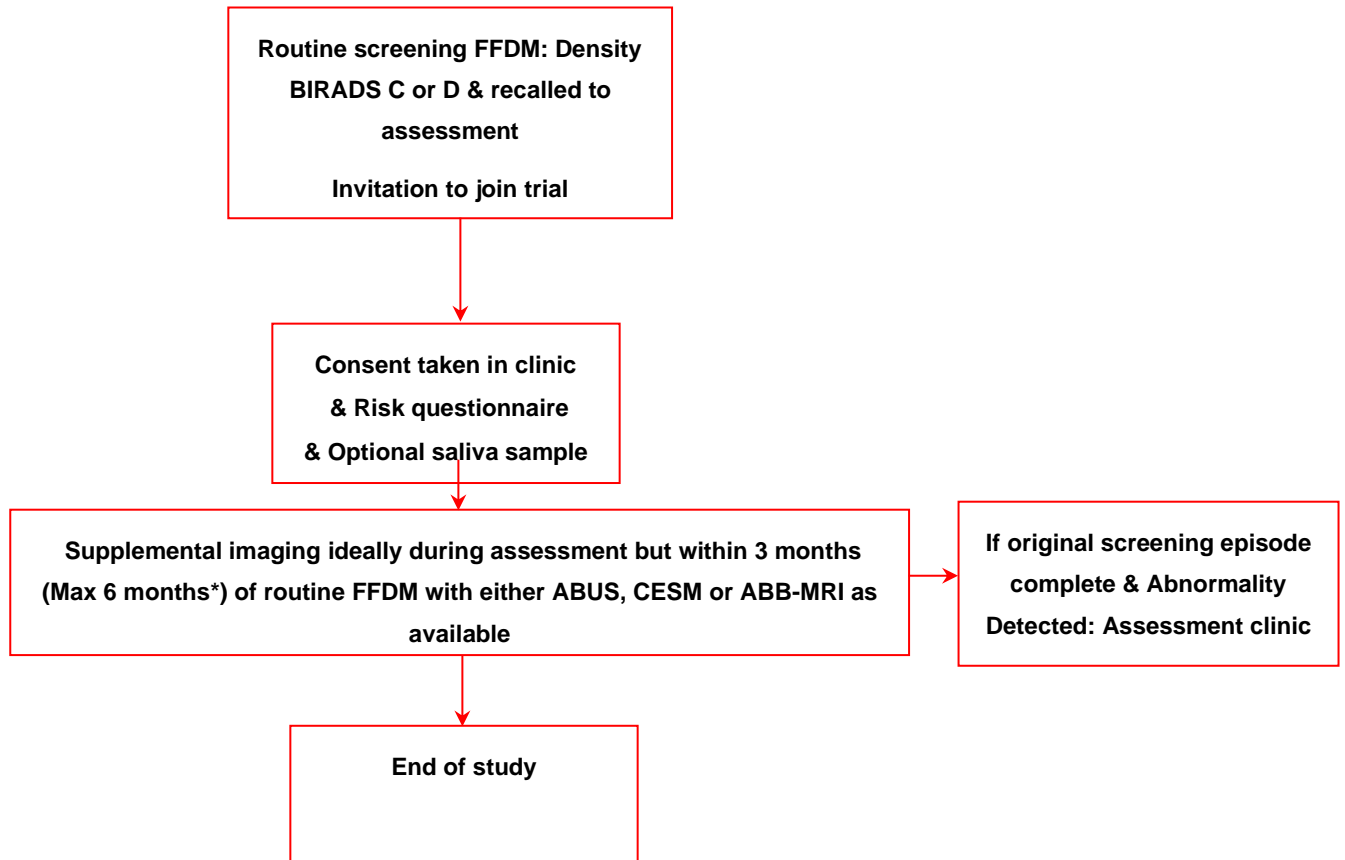 Routine screening FFDM: Density
BIRADS C or D & recalled to
assessment
Invitation to join trial
Consent taken in clinic
& Risk questionnaire
& Optional saliva sample
Supplemental imaging ideally during assessment but within 3 months
(Max 6 months*) of routine FFDM with either ABUS, CESM or ABB-MRI as
available
If original screening episode
complete & Abnormality
Detected: Assessment clinic
End of study